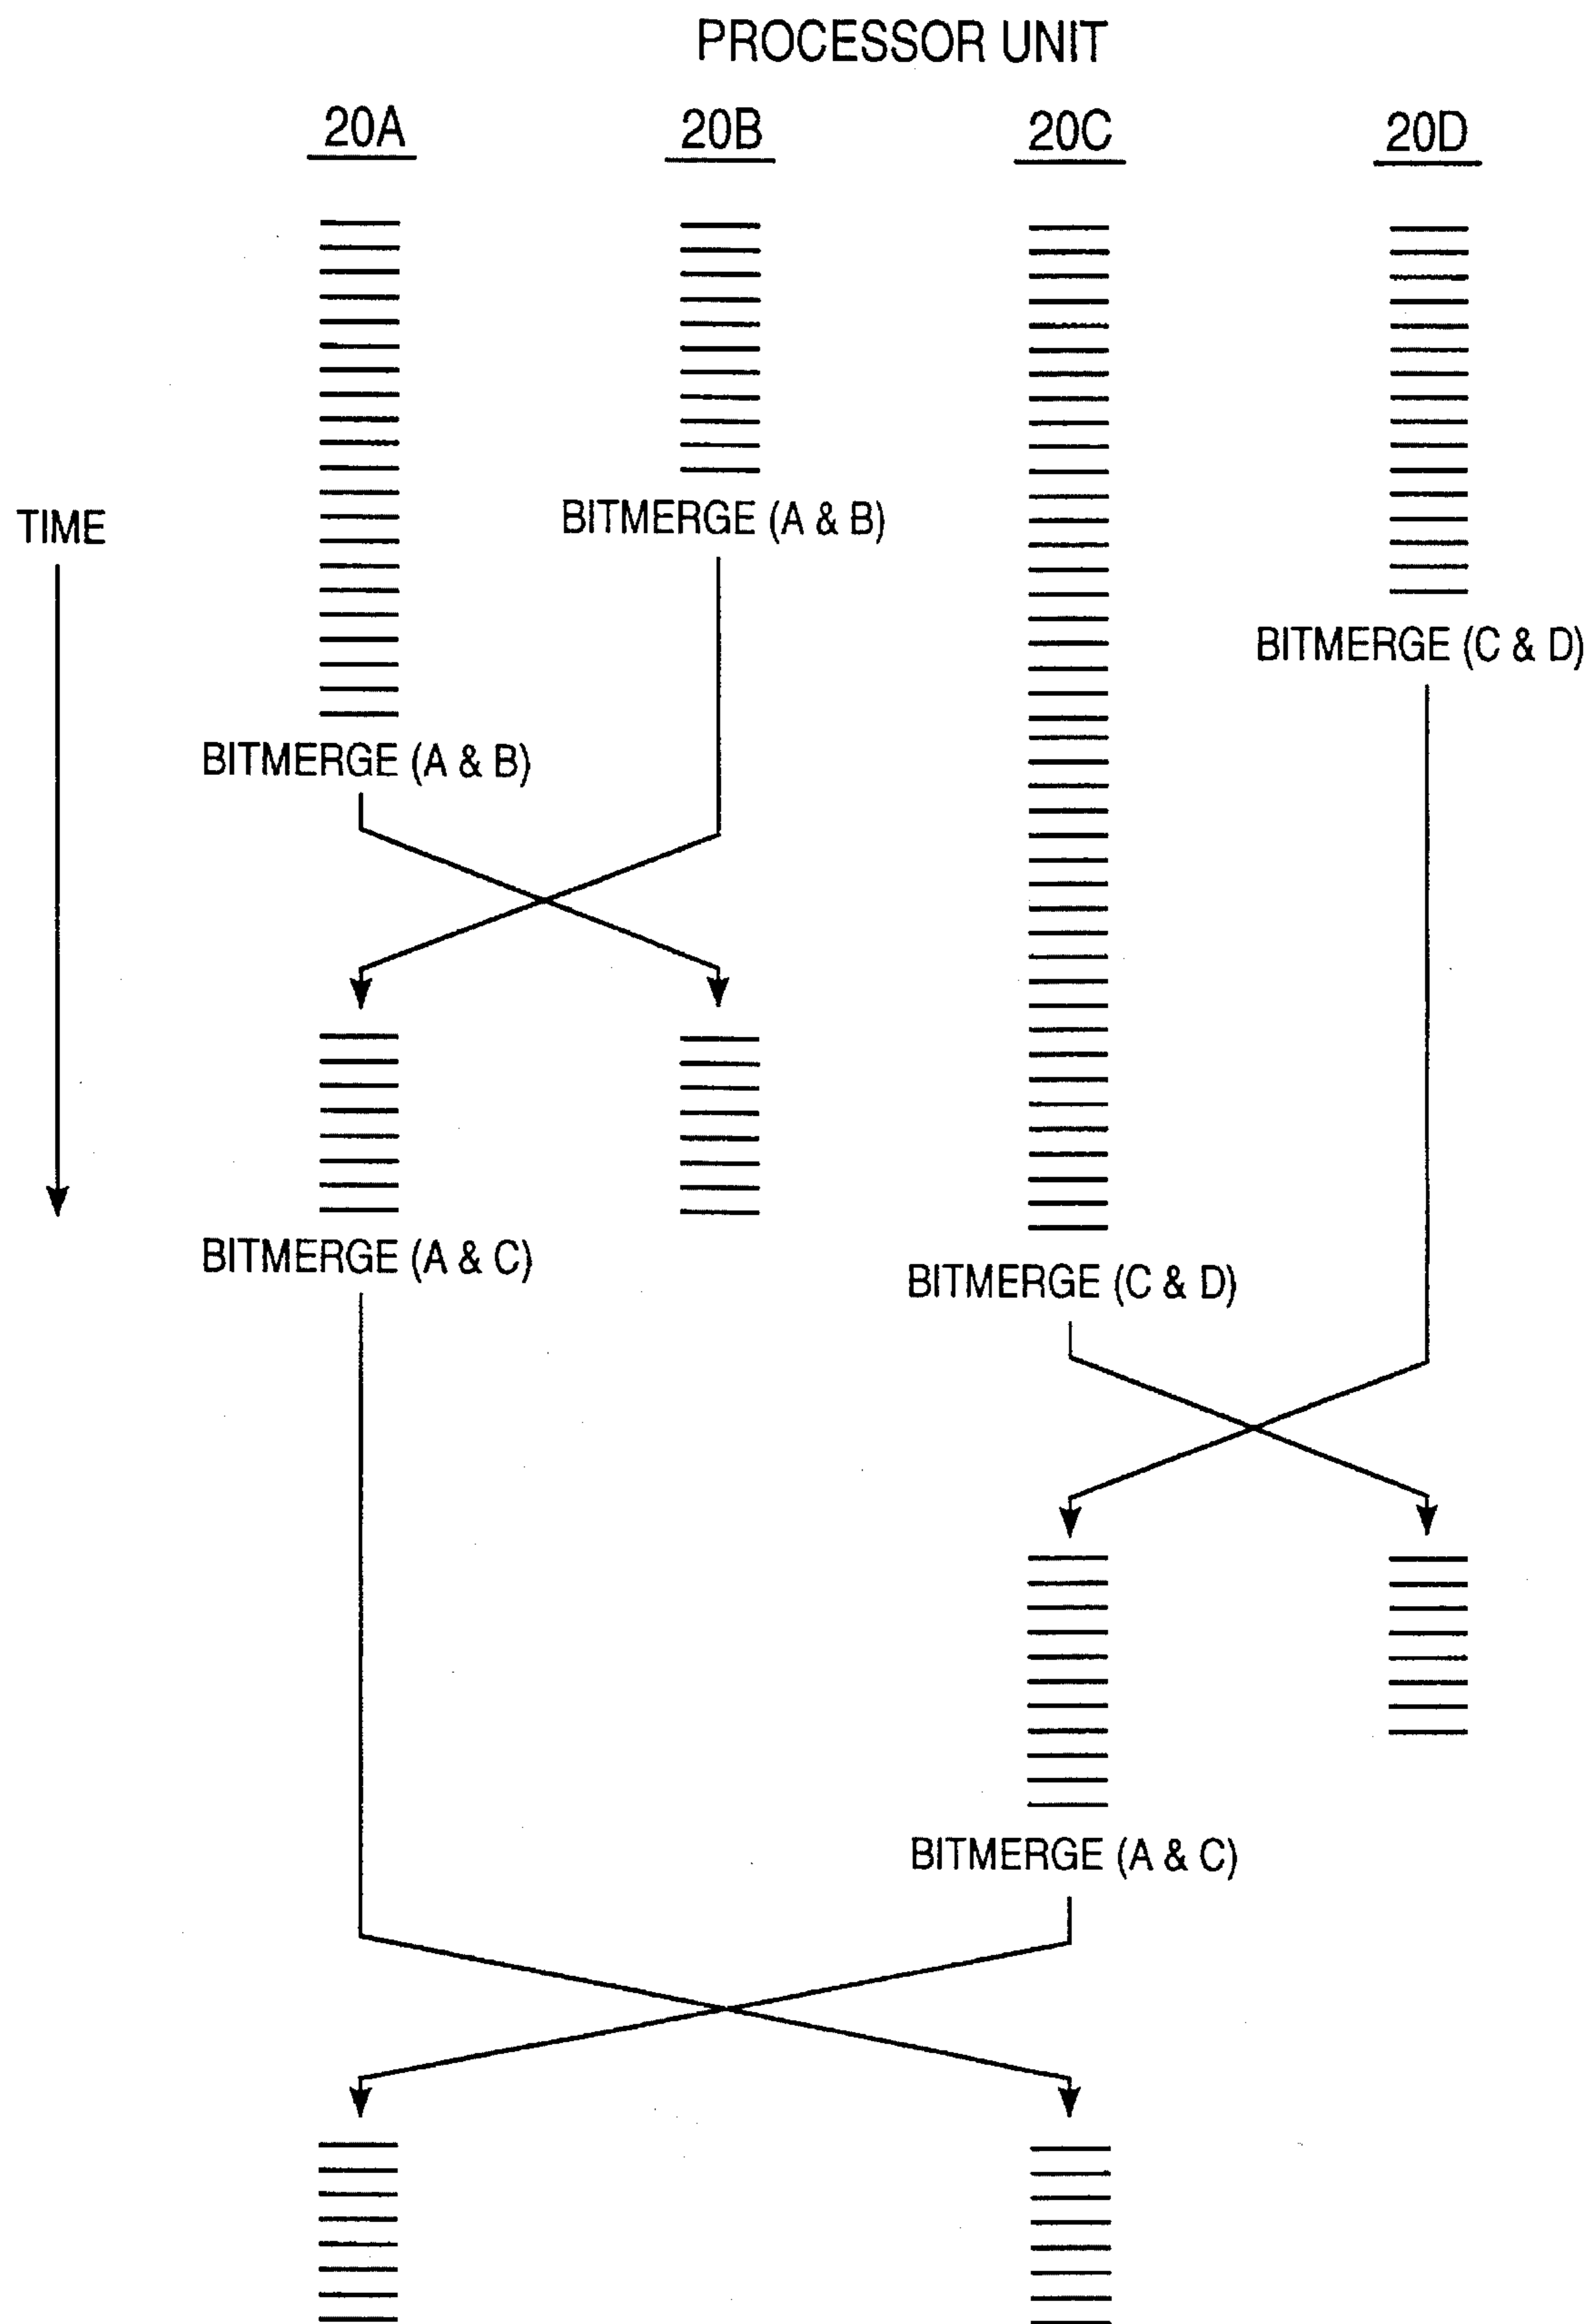 PROCESSOR UNIT
20A 20B 20C 20D
BITMERGE (A & B)
TIME
BITMERGE (C & D)
BITMERGE (A & B)
BITMERGE (A & C)
BITMERGE (C & D)
BITMERGE (A & C)